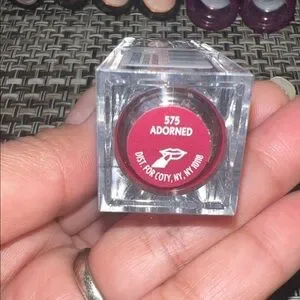 575
ADORNED
DIST. FOR COTY, NY, NY 10118